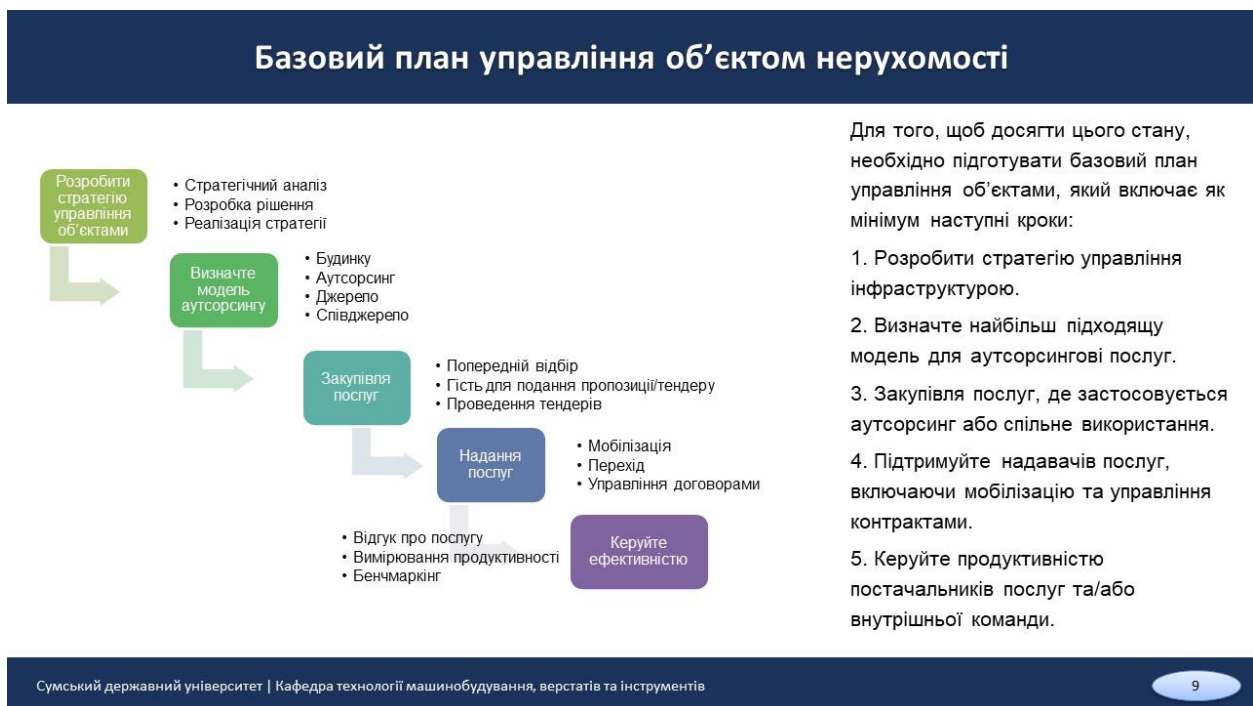 Базовий план управління об’єктом нерухомості
Розробити
стратегію
управління
об’єктами
• Стратегічний аналіз
• Розробка рішення
• Реалізація стратегії
Визначте
модель
аутсорсингу
• Будинку
• Аутсорсинг
• Джерело
• Співджерело
Закупівля
послуг
• Попередній відбір
• Гість для подання пропозиції/тендеру
• Проведення тендерів
Надання
послуг
• Мобілізація
• Перехід
• Управління договорами
• Відгук про послугу
• Вимірювання продуктивності
• Бенчмаркінг
Керуйте
ефективністю
Для того, щоб досягти цього стану,
необхідно підготувати базовий план
управління об’єктами, який включає як
мінімум наступні кроки:
1. Розробити стратегію управління
інфраструктурою.
2. Визначте найбільш підходящу
модель для аутсорсингові послуг.
3. Закупівля послуг, де застосовується
аутсорсинг або спільне використання.
4. Підтримуйте надавачів послуг,
включаючи мобілізацію та управління
контрактами.
5. Керуйте продуктивністю
постачальників послуг та/або
внутрішньої команди.
Сумський державний університет | Кафедра технології машинобудування, верстатів та інструментів
9